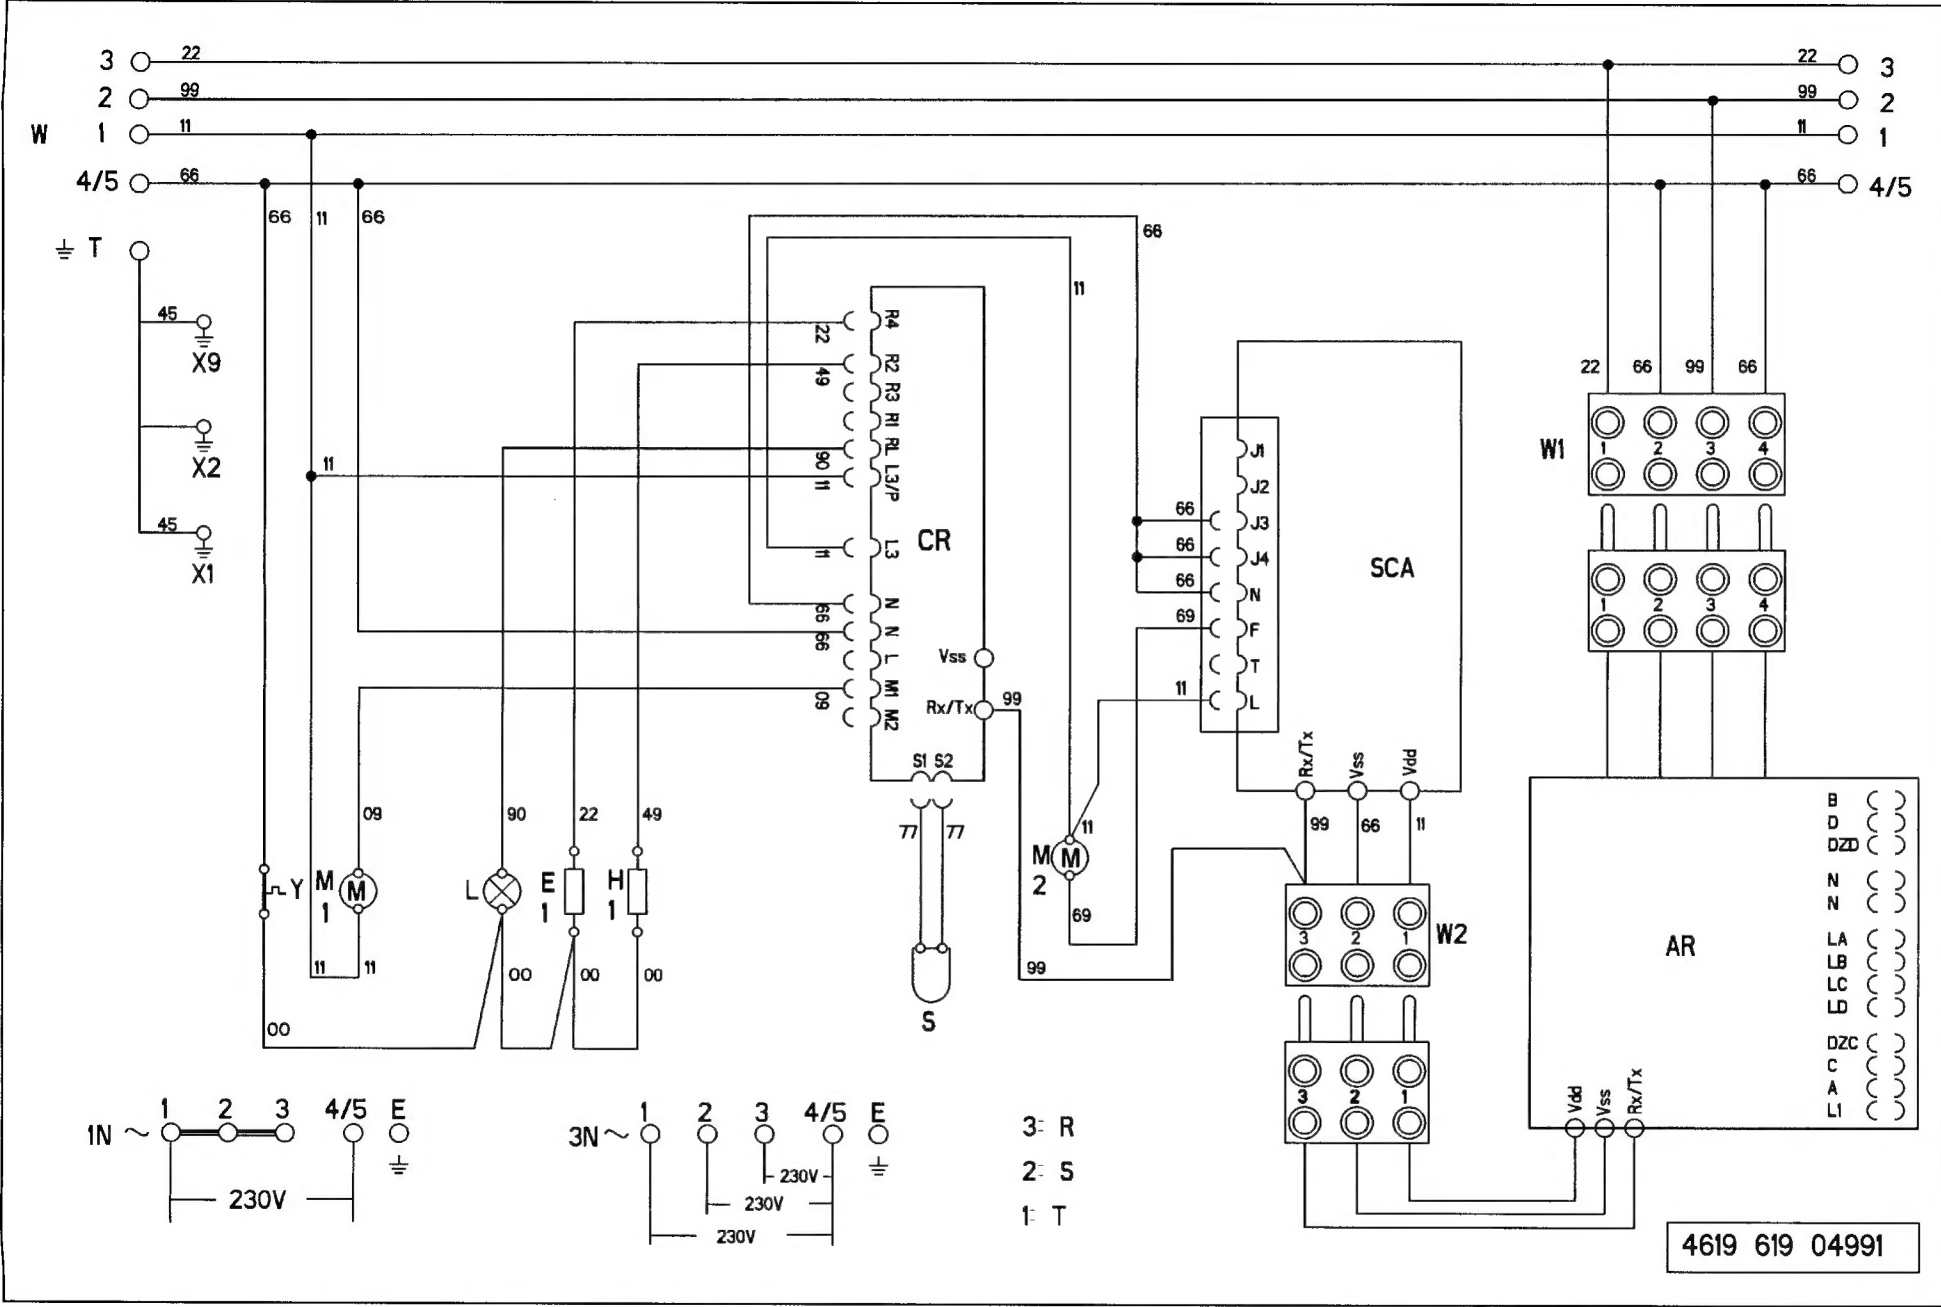 3 22 22 3
2 99 99 2
W 1 11 11 1
4/5 66 66 4/5
66 11 66
66
⏚ T
11
45
X9
22 R4
22 66 99 66
49 R2
R3
R1
X2
90 RL
11 11 L3/P
J1
W1 1 2 3 4
J2
45
X1
66 J3
11 L3 CR
66 J4
SCA
66 N
66 N
1 2 3 4
66 N
69 F
L
Vss
T
09 M1
11 L
M2
Rx/Tx 99
S1 S2
Rx/Tx Vss Vdd
09 90 22 49
77 77
11
99 66 11
B
D
DZD
M 2 M
Y M 1 M L E 1 H 1
N
N
69
3 2 1 W2
AR
LA
LB
LC
LD
11 11 00 00 00
99
S
00
DZC
C
A
L1
Vdd Vss Rx/Tx
3 2 1
1N ~ 1 2 3 4/5 E
230V
3N ~ 1 2 3 4/5 E
230V
230V
230V
3= R
2= S
1= T
4619 619 04991